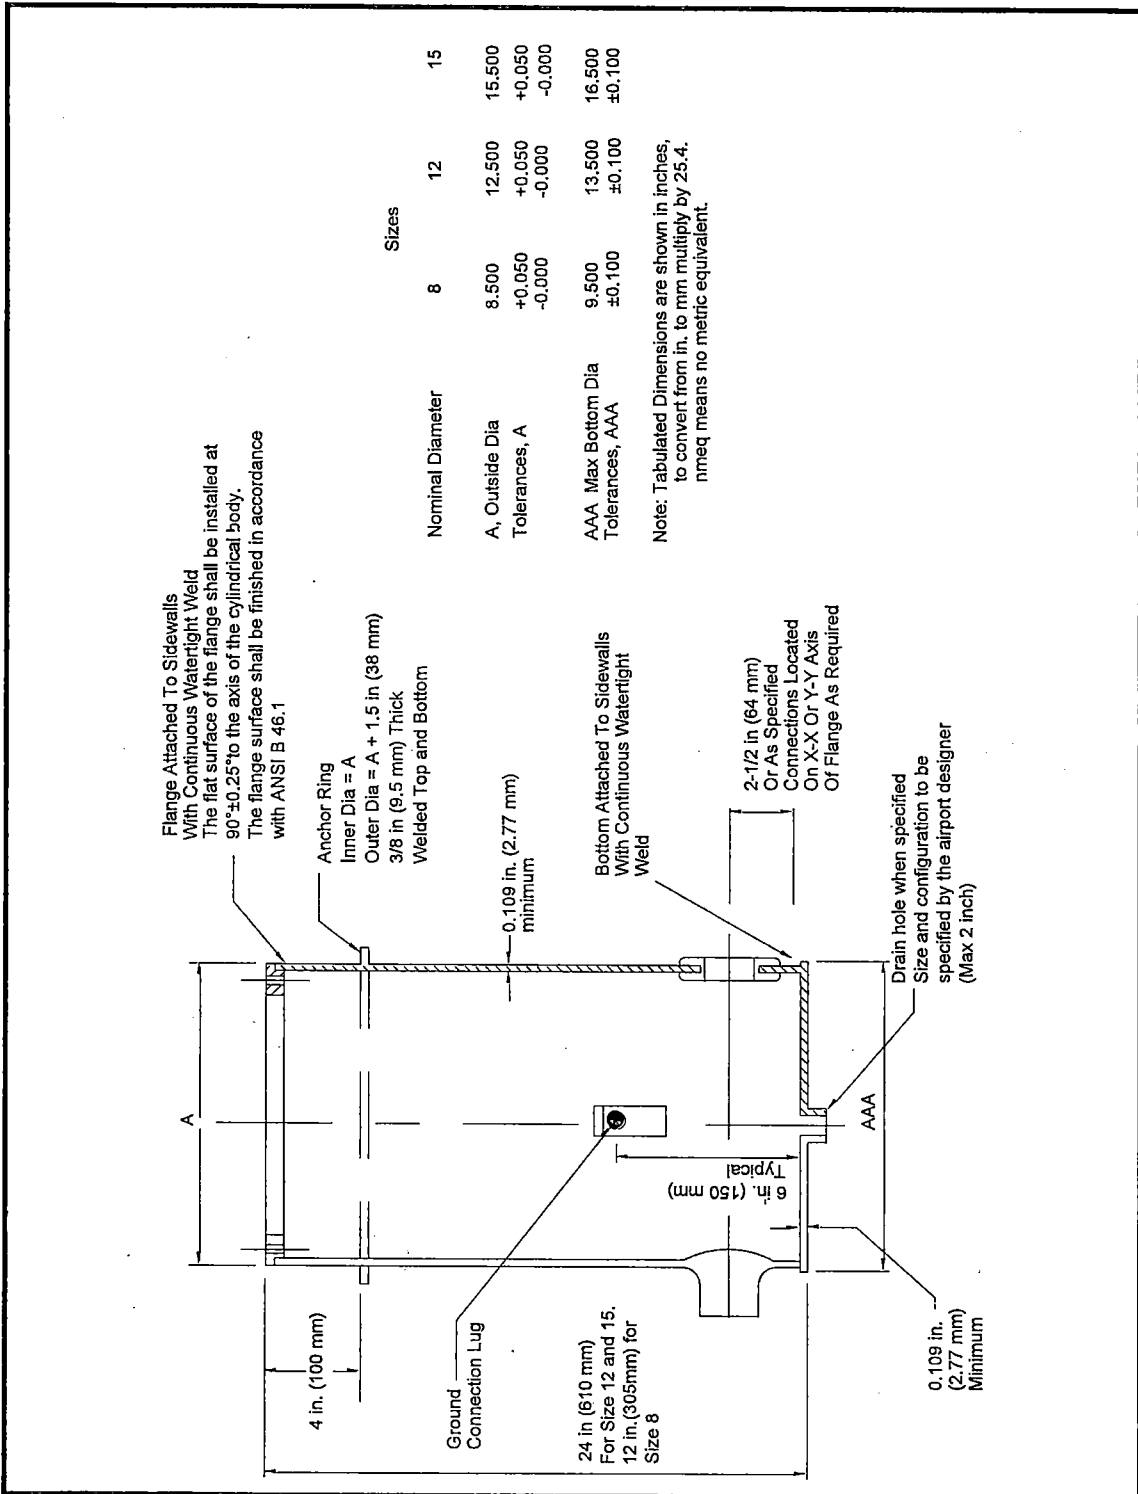 Flange Attached To Sidewalls
With Continuous Watertight Weld
The flat surface of the flange shall be installed at
90°±0.25°to the axis of the cylindrical body.
The flange surface shall be finished in accordance
with ANSI B 46.1
Anchor Ring
Inner Dia = A
Outer Dia = A + 1.5 in (38 mm)
3/8 in (9.5 mm) Thick
Welded Top and Bottom
0.109 in. (2.77 mm)
minimum
Bottom Attached To Sidewalls
With Continuous Watertight
Weld
2-1/2 in (64 mm)
Or As Specified
Connections Located
On X-X Or Y-Y Axis
Of Flange As Required
Drain hole when specified
Size and configuration to be
specified by the airport designer
(Max 2 inch)
A
AAA
6 in. (150 mm)
Typical
4 in. (100 mm)
Ground
Connection Lug
24 in (610 mm)
For Size 12 and 15.
12 in.(305mm) for
Size 8
0.109 in.
(2.77 mm)
Minimum
Sizes
Nominal Diameter 8 12 15
A, Outside Dia 8.500 12.500 15.500
Tolerances, A +0.050 +0.050 +0.050
-0.000 -0.000 -0.000
AAA Max Bottom Dia 9.500 13.500 16.500
Tolerances, AAA ±0.100 ±0.100 ±0.100
Note: Tabulated Dimensions are shown in inches,
to convert from in. to mm multiply by 25.4.
nmeq means no metric equivalent.